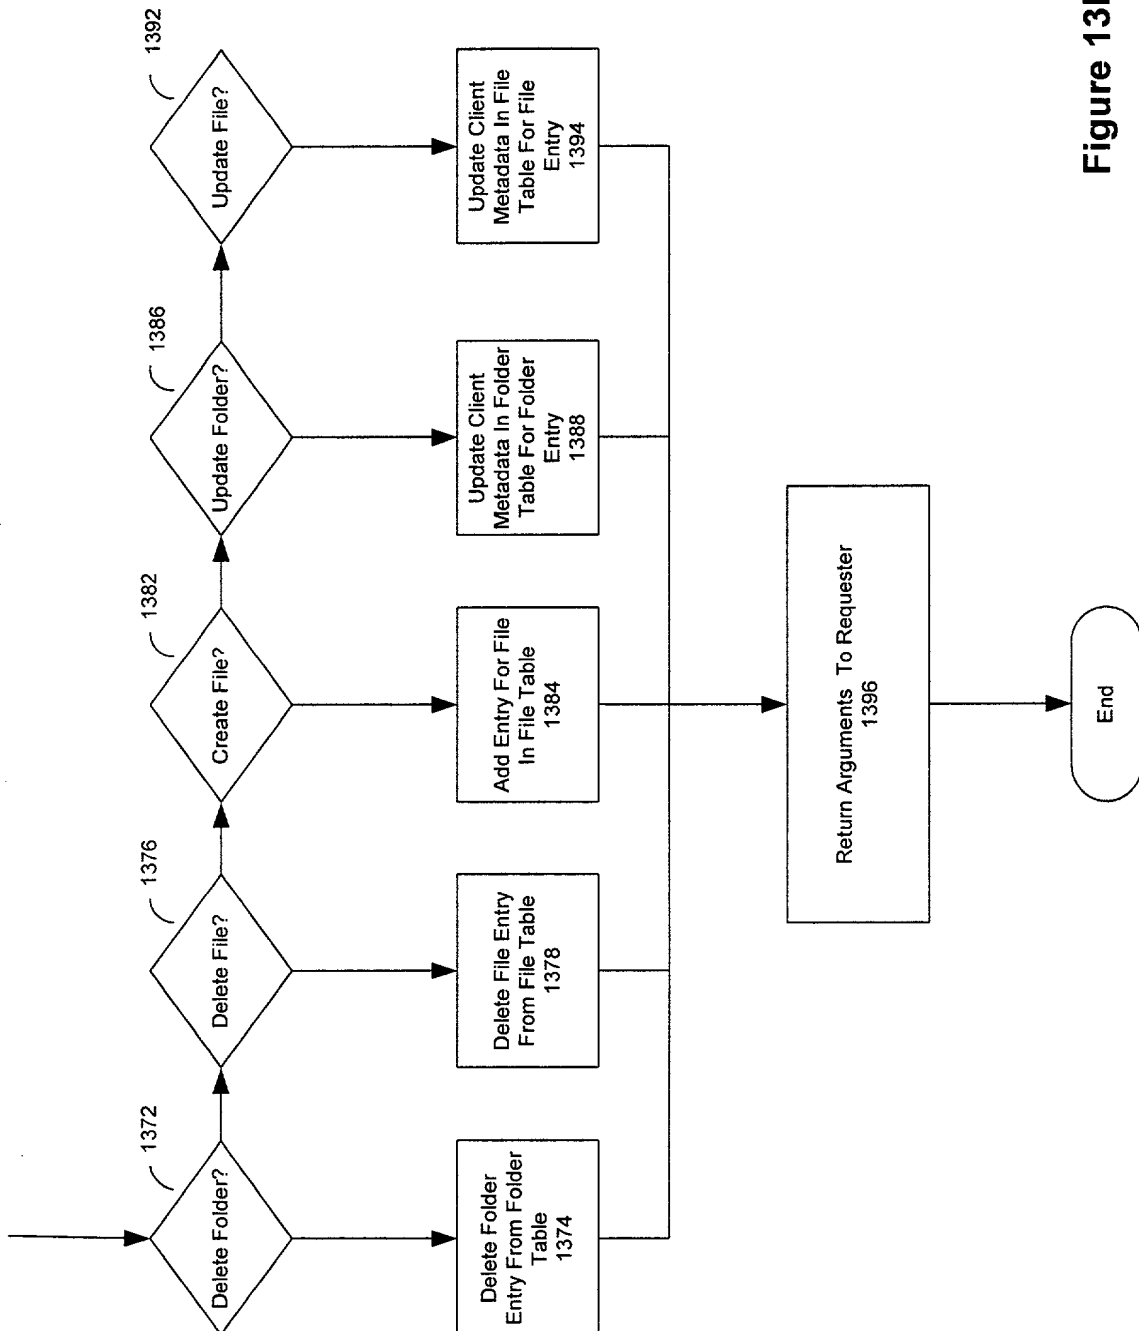 1372
Delete Folder?
1376
Delete File?
1382
Create File?
1386
Update Folder?
1392
Update File?
Delete Folder
Entry From Folder
Table
1374
Delete File Entry
From File Table
1378
Add Entry For File
In File Table
1384
Update Client
Metadata In Folder
Table For Folder
Entry
1388
Update Client
Metadata In File
Table For File
Entry
1394
Return Arguments To Requester
1396
End
Figure